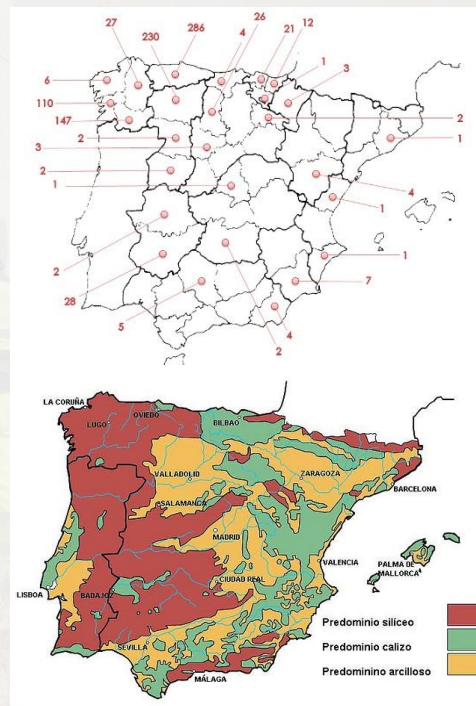 286
26
27
230
4
21
12
6
1
3
110
147
2
2
3
2
1
1
4
1
2
1
28
7
5
4
2
LA CORUÑA
OVIEDO
LUGO
BILBAO
VALLADOLID
ZARAGOZA
BARCELONA
SALAMANCA
MADRID
VALENCIA
PALMA DE
MALLORCA
CIUDAD REAL
LISBOA
BADAJOZ
SEVILLA
MÁLAGA
Predominio silíceo
Predominio calizo
Predominino arcilloso